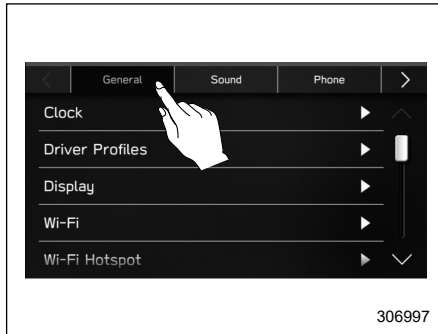 General Sound Phone
Clock
Driver Profiles
Display
Wi-Fi
Wi-Fi Hotspot
306997